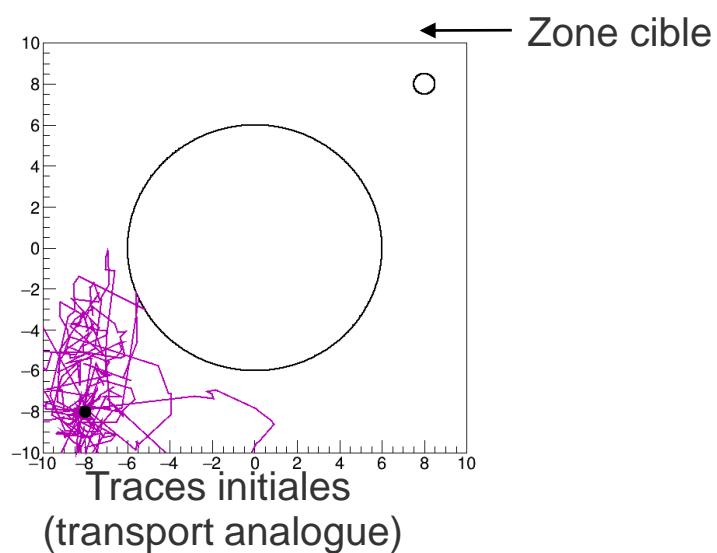 Zone cible
10
8
6
4
2
0
−2
−4
−6
−8
−10
−10 −8 −6 −4 −2 0 2 4 6 8 10
Traces initiales
(transport analogue)